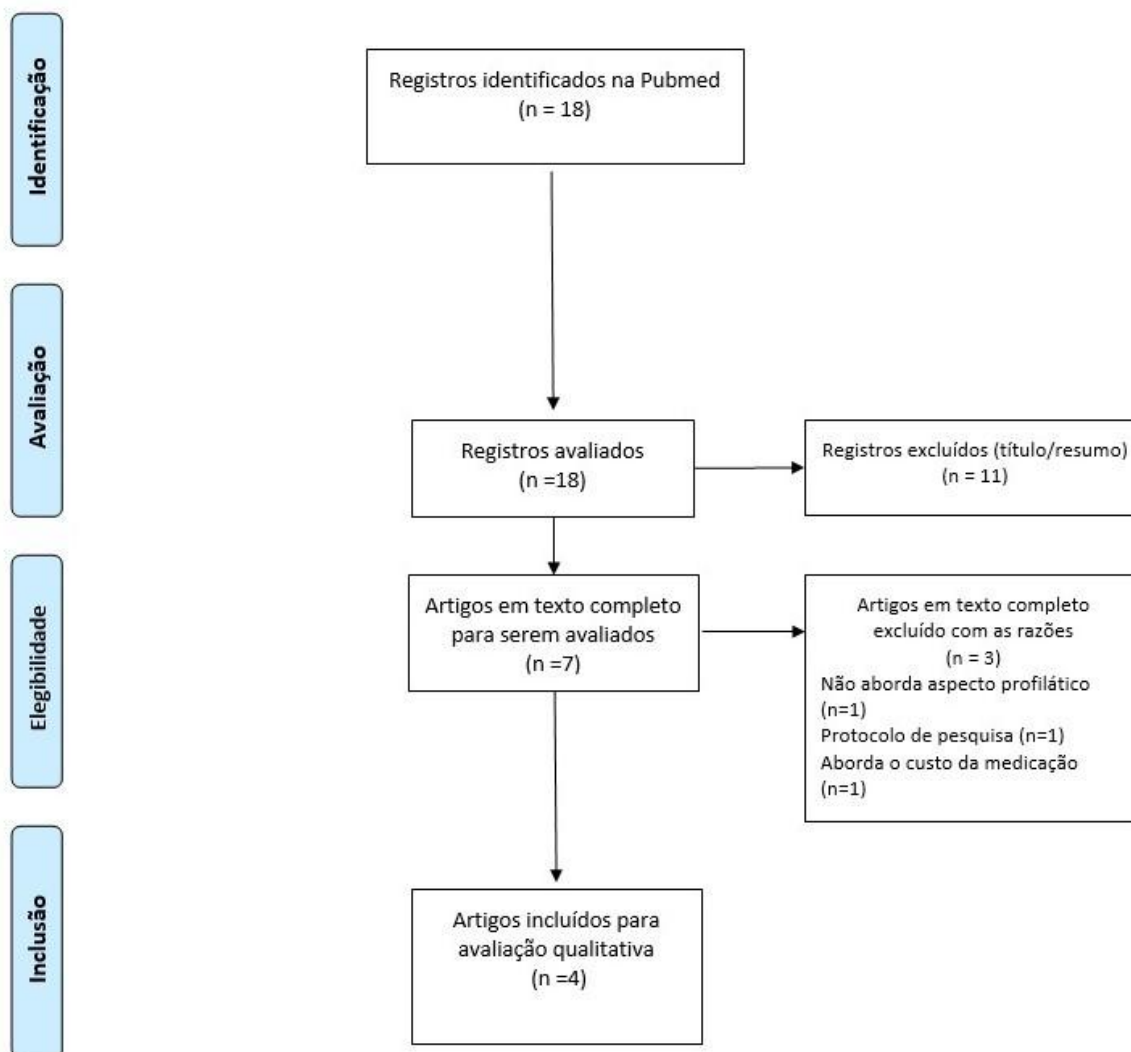 Identificação
Registros identificados na Pubmed
(n = 18)
Avaliação
Registros avaliados
(n =18)
Registros excluídos (título/resumo)
(n = 11)
Elegibilidade
Artigos em texto completo
para serem avaliados
(n =7)
Artigos em texto completo
excluído com as razões
(n = 3)
Não aborda aspecto profilático
(n=1)
Protocolo de pesquisa (n=1)
Aborda o custo da medicação
(n=1)
Inclusão
Artigos incluídos para
avaliação qualitativa
(n =4)